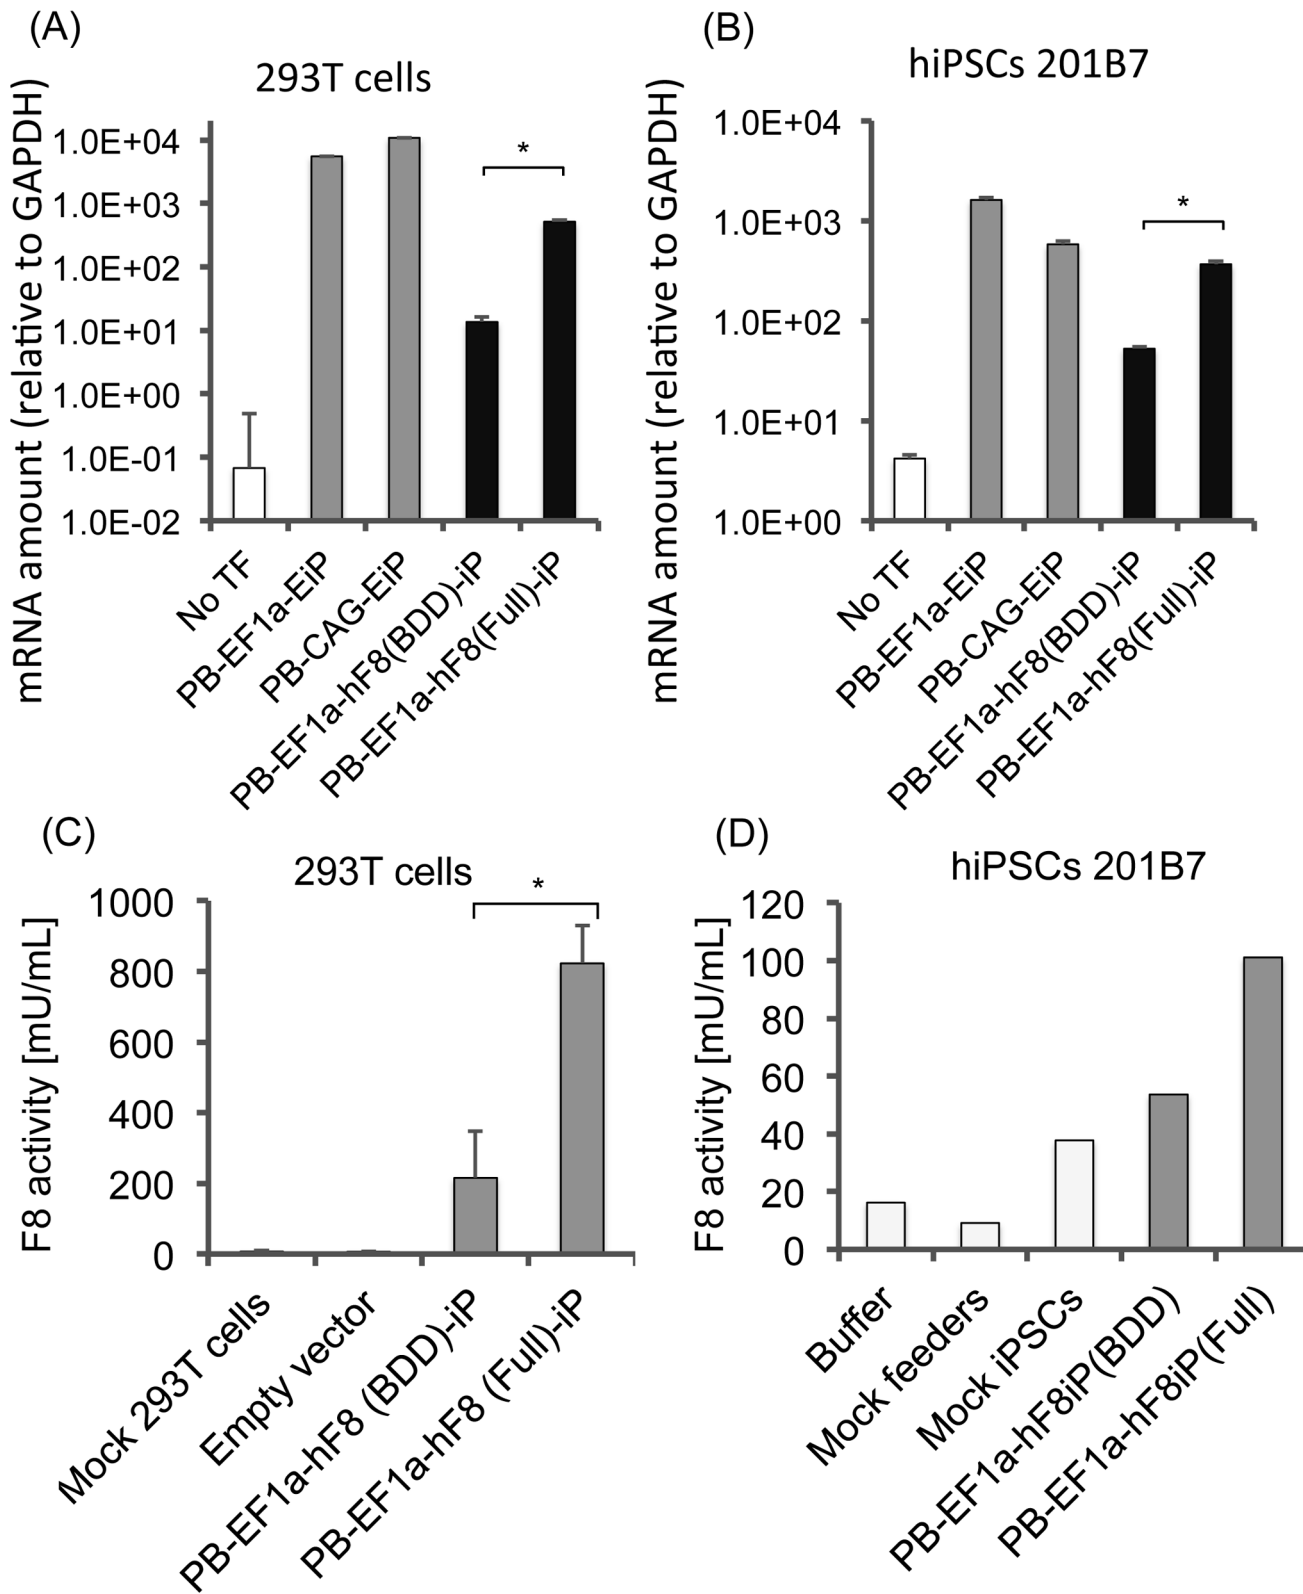 (A)
293T cells
mRNA amount (relative to GAPDH)
1.0E+04
1.0E+03
1.0E+02
1.0E+01
1.0E+00
1.0E-01
1.0E-02
*
No TF
PB-EF1a-EiP
PB-CAG-EiP
PB-EF1a-hF8(BDD)-iP
PB-EF1a-hF8(Full)-iP
(B)
hiPSCs 201B7
mRNA amount (relative to GAPDH)
1.0E+04
1.0E+03
1.0E+02
1.0E+01
1.0E+00
*
No TF
PB-EF1a-EiP
PB-CAG-EiP
PB-EF1a-hF8(BDD)-iP
PB-EF1a-hF8(Full)-iP
(C)
293T cells
F8 activity [mU/mL]
1000
800
600
400
200
0
*
Mock 293T cells
Empty vector
PB-EF1a-hF8 (BDD)-iP
PB-EF1a-hF8 (Full)-iP
(D)
hiPSCs 201B7
F8 activity [mU/mL]
120
100
80
60
40
20
0
Buffer
Mock feeders
Mock iPSCs
PB-EF1a-hF8iP(BDD)
PB-EF1a-hF8iP(Full)